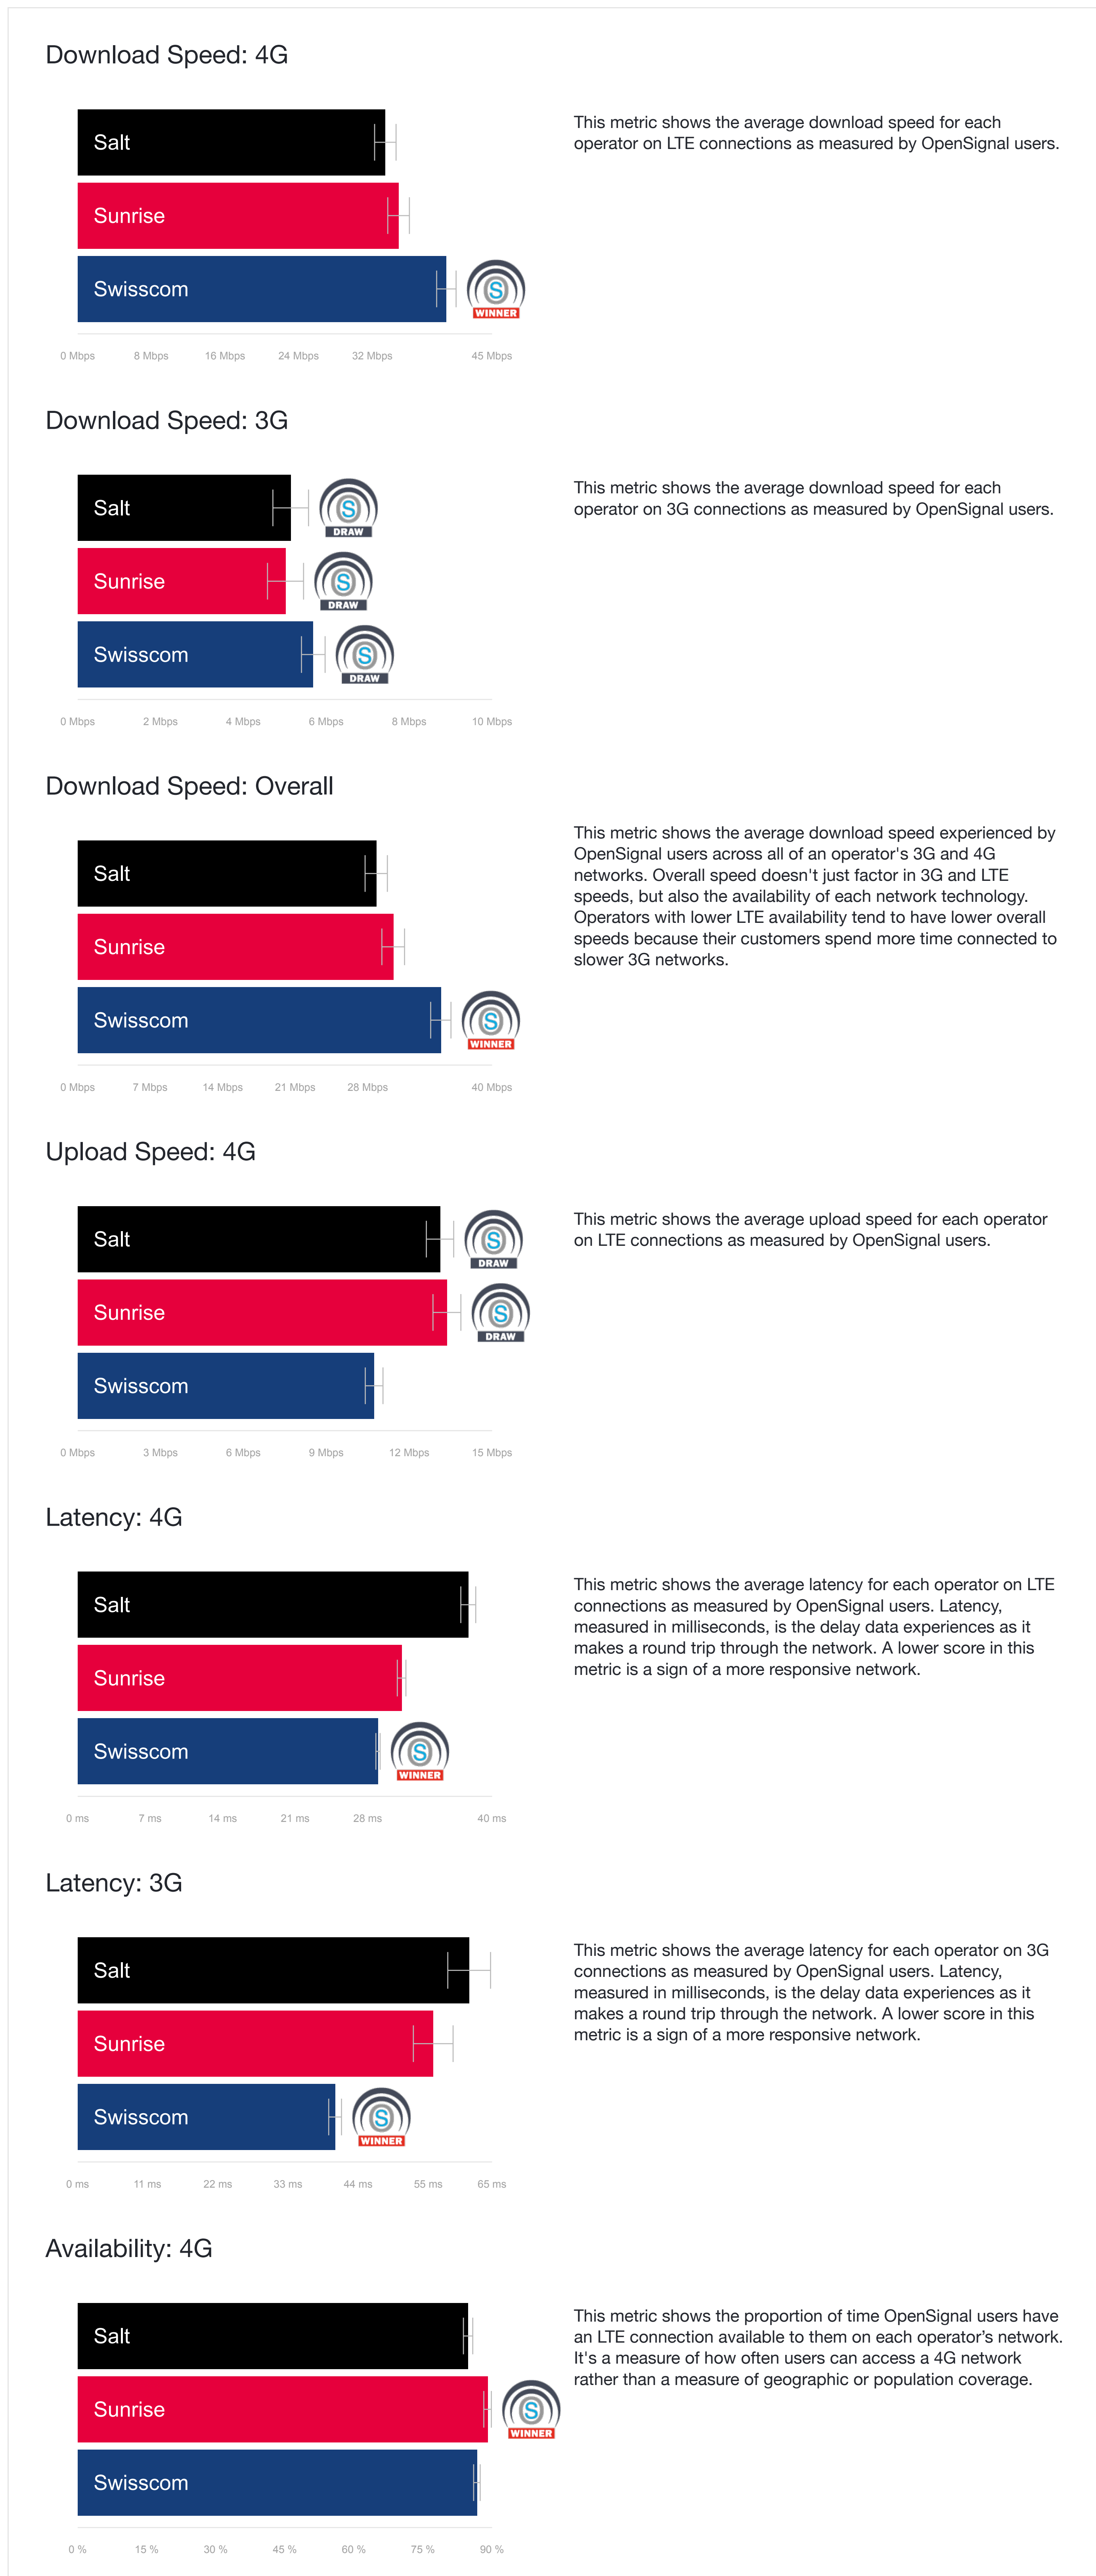 Download Speed: 4G
Salt
Sunrise
Swisscom
WINNER
0 Mbps 8 Mbps 16 Mbps 24 Mbps 32 Mbps 45 Mbps
This metric shows the average download speed for each
operator on LTE connections as measured by OpenSignal users.
Download Speed: 3G
Salt
DRAW
Sunrise
DRAW
Swisscom
DRAW
0 Mbps 2 Mbps 4 Mbps 6 Mbps 8 Mbps 10 Mbps
This metric shows the average download speed for each
operator on 3G connections as measured by OpenSignal users.
Download Speed: Overall
Salt
Sunrise
Swisscom
WINNER
0 Mbps 7 Mbps 14 Mbps 21 Mbps 28 Mbps 40 Mbps
This metric shows the average download speed experienced by
OpenSignal users across all of an operator's 3G and 4G
networks. Overall speed doesn't just factor in 3G and LTE
speeds, but also the availability of each network technology.
Operators with lower LTE availability tend to have lower overall
speeds because their customers spend more time connected to
slower 3G networks.
Upload Speed: 4G
Salt
DRAW
Sunrise
DRAW
Swisscom
0 Mbps 3 Mbps 6 Mbps 9 Mbps 12 Mbps 15 Mbps
This metric shows the average upload speed for each operator
on LTE connections as measured by OpenSignal users.
Latency: 4G
Salt
Sunrise
Swisscom
WINNER
0 ms 7 ms 14 ms 21 ms 28 ms 40 ms
This metric shows the average latency for each operator on LTE
connections as measured by OpenSignal users. Latency,
measured in milliseconds, is the delay data experiences as it
makes a round trip through the network. A lower score in this
metric is a sign of a more responsive network.
Latency: 3G
Salt
Sunrise
Swisscom
WINNER
0 ms 11 ms 22 ms 33 ms 44 ms 55 ms 65 ms
This metric shows the average latency for each operator on 3G
connections as measured by OpenSignal users. Latency,
measured in milliseconds, is the delay data experiences as it
makes a round trip through the network. A lower score in this
metric is a sign of a more responsive network.
Availability: 4G
Salt
Sunrise
WINNER
Swisscom
0 % 15 % 30 % 45 % 60 % 75 % 90 %
This metric shows the proportion of time OpenSignal users have
an LTE connection available to them on each operator’s network.
It's a measure of how often users can access a 4G network
rather than a measure of geographic or population coverage.